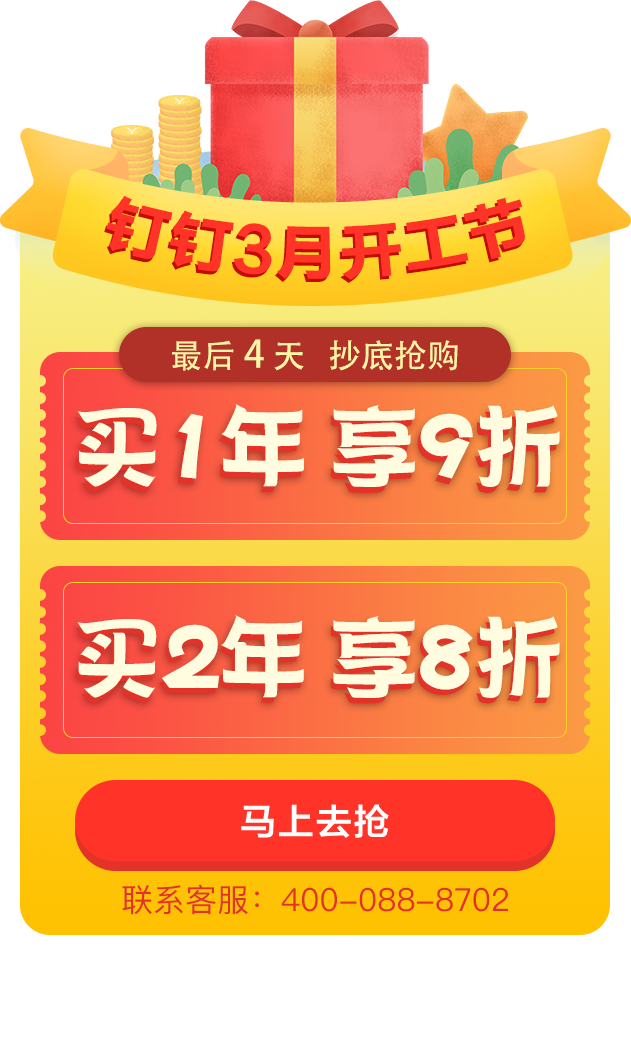 钉钉3月开工节
最后4天 抄底抢购
买1年 享9折
买2年 享8折
马上去抢
联系客服：400-088-8702